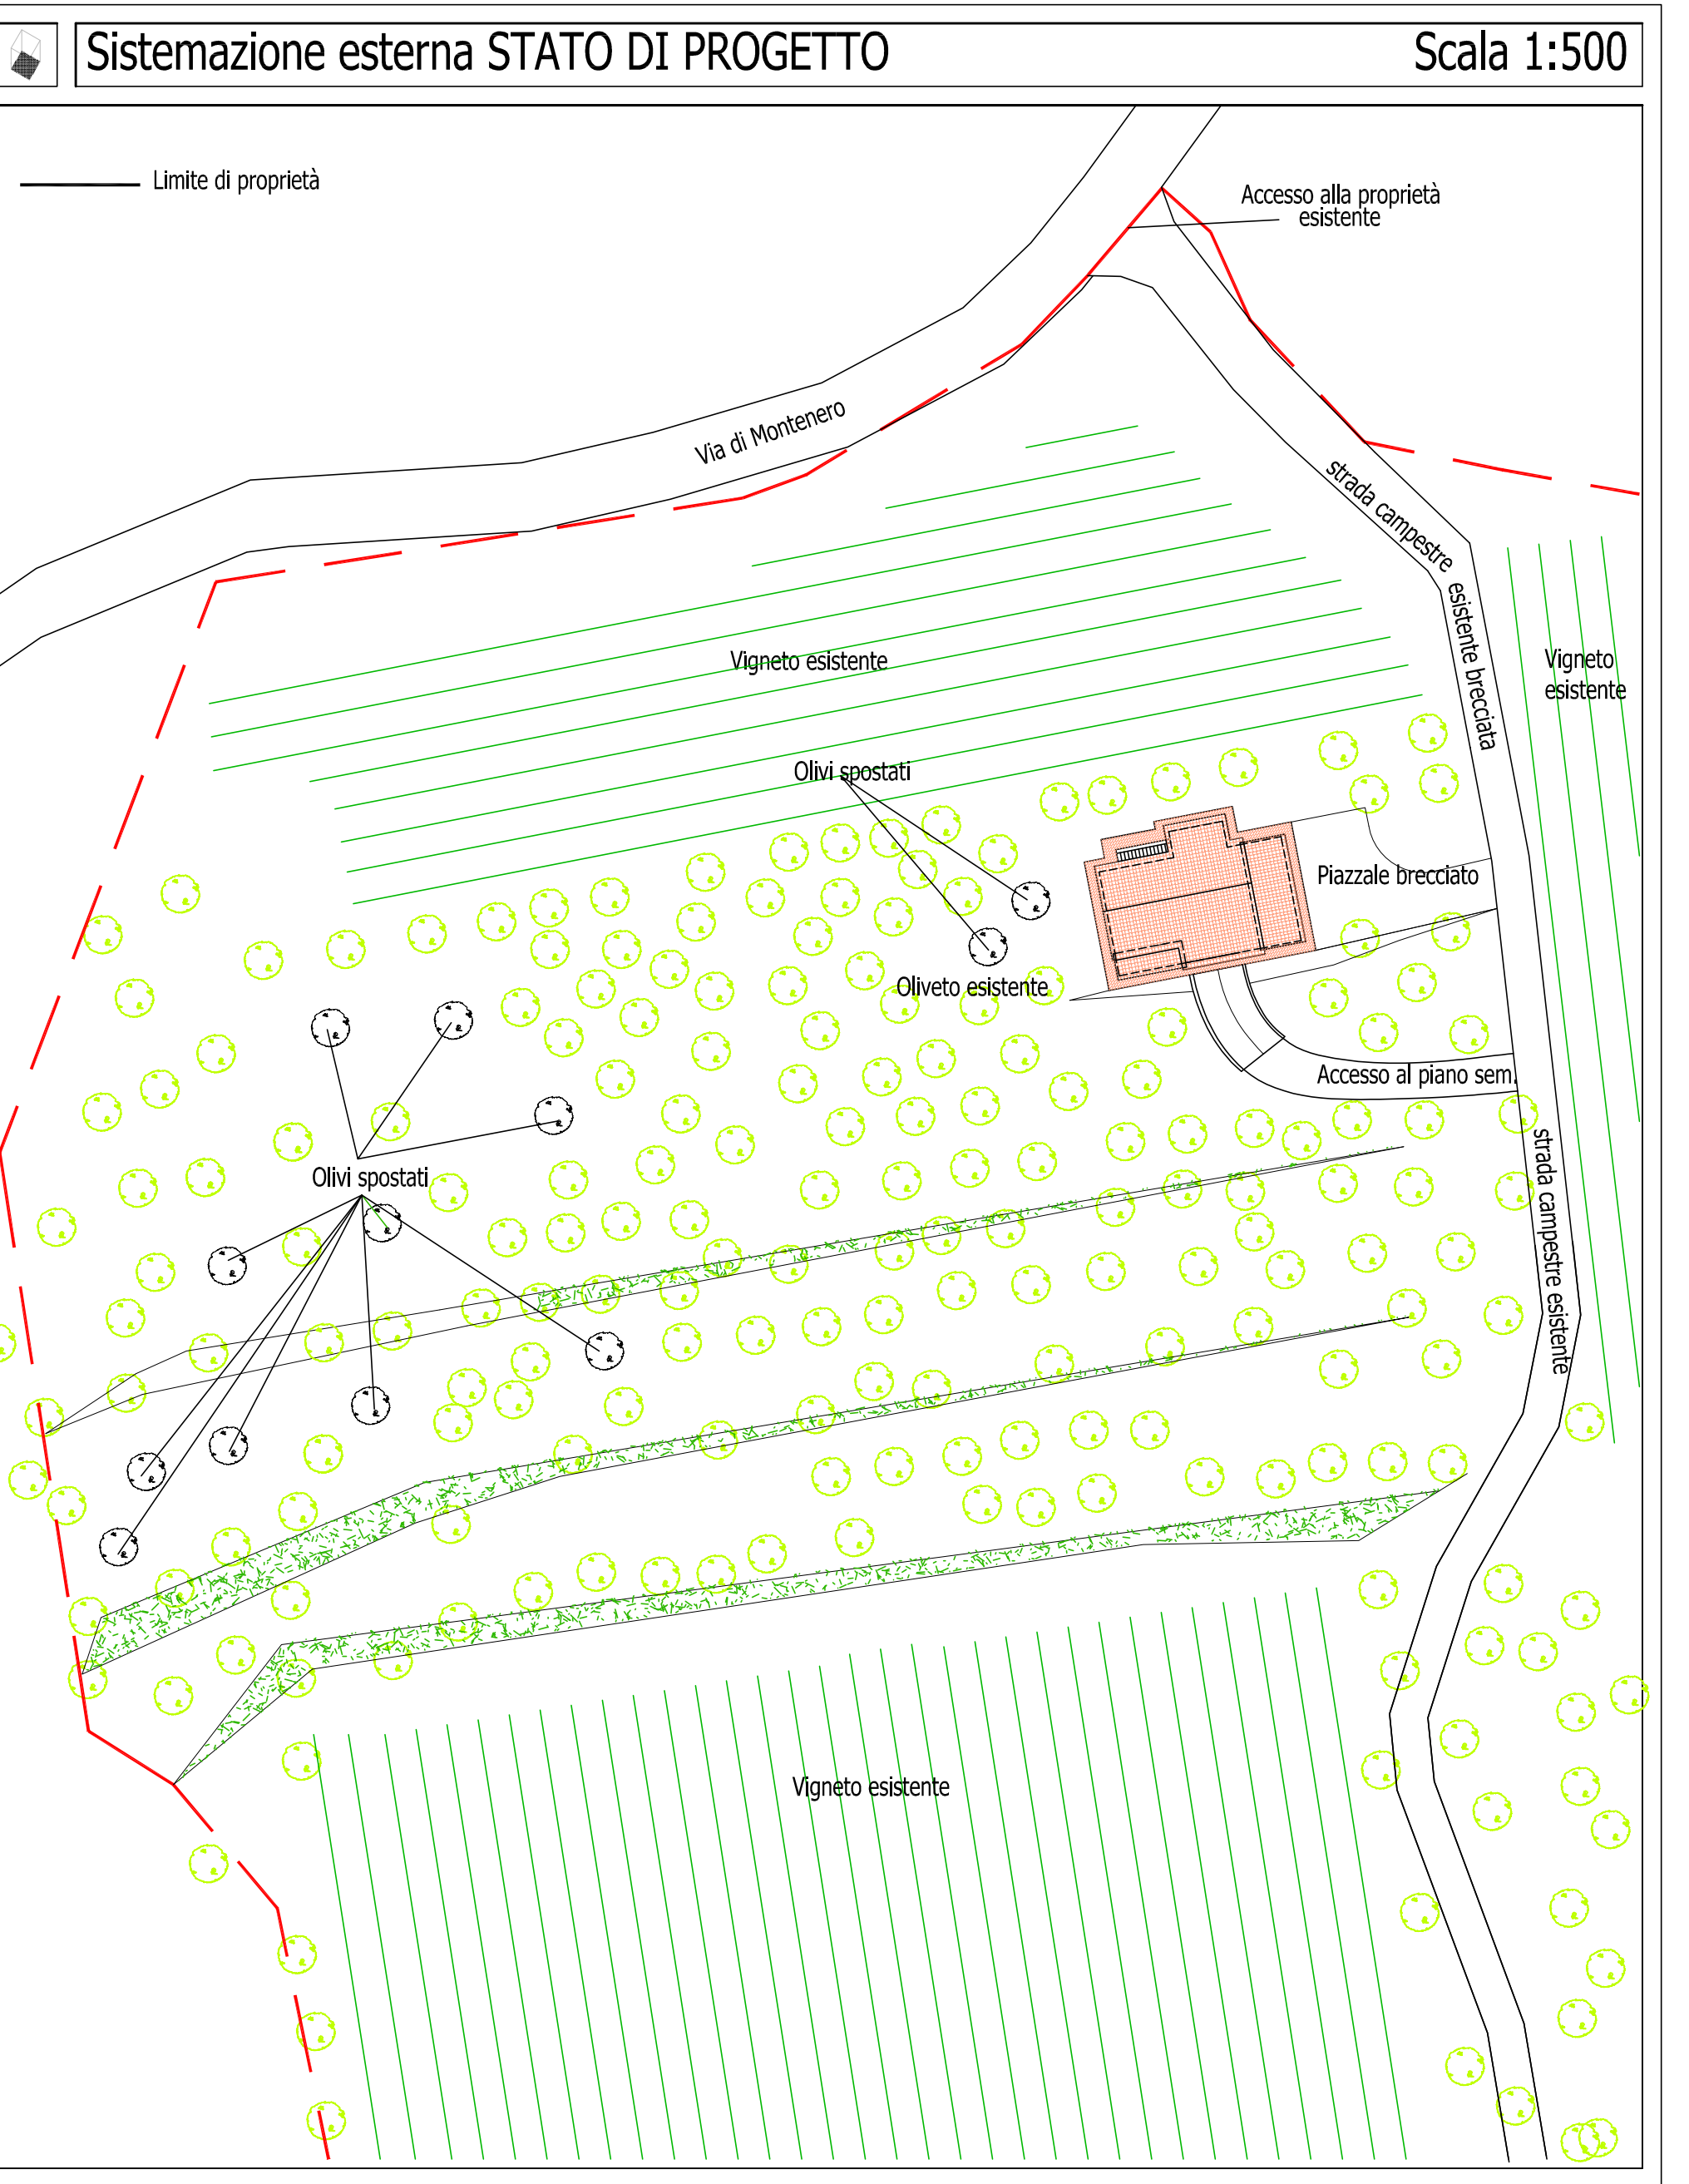 Sistemazione esterna STATO DI PROGETTO
Scala 1:500
Limite di proprietà
Accesso alla proprietà
esistente
Via di Montenero
strada campestre
esistente brecciata
Vigneto esistente
Vigneto
esistente
Olivi spostati
Piazzale brecciato
Oliveto esistente
Accesso al piano sem.
Olivi spostati
strada campestre esistente
Vigneto esistente